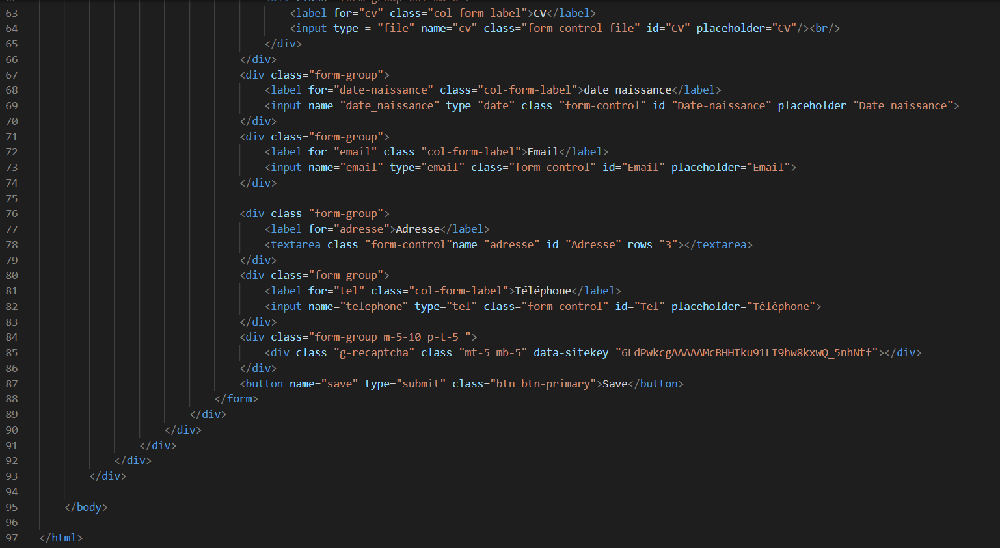 62 <div class="form-group col-md-6">
63 <label for="cv" class="col-form-label">CV</label>
64 <input type = "file" name="cv" class="form-control-file" id="CV" placeholder="CV"/><br/>
65 </div>
66 </div>
67 <div class="form-group">
68 <label for="date-naissance" class="col-form-label">date naissance</label>
69 <input name="date_naissance" type="date" class="form-control" id="Date-naissance" placeholder="Date naissance">
70 </div>
71 <div class="form-group">
72 <label for="email" class="col-form-label">Email</label>
73 <input name="email" type="email" class="form-control" id="Email" placeholder="Email">
74 </div>
75
76 <div class="form-group">
77 <label for="adresse">Adresse</label>
78 <textarea class="form-control"name="adresse" id="Adresse" rows="3"></textarea>
79 </div>
80 <div class="form-group">
81 <label for="tel" class="col-form-label">Téléphone</label>
82 <input name="telephone" type="tel" class="form-control" id="Tel" placeholder="Téléphone">
83 </div>
84 <div class="form-group m-5-10 p-t-5 ">
85 <div class="g-recaptcha" class="mt-5 mb-5" data-sitekey="6LdPwkcgAAAAAMcBHHTku91LI9hw8kxwQ_5nhNtf"></div>
86 </div>
87 <button name="save" type="submit" class="btn btn-primary">Save</button>
88 </form>
89 </div>
90 </div>
91 </div>
92 </div>
93 </div>
94
95 </body>
96
97 </html>